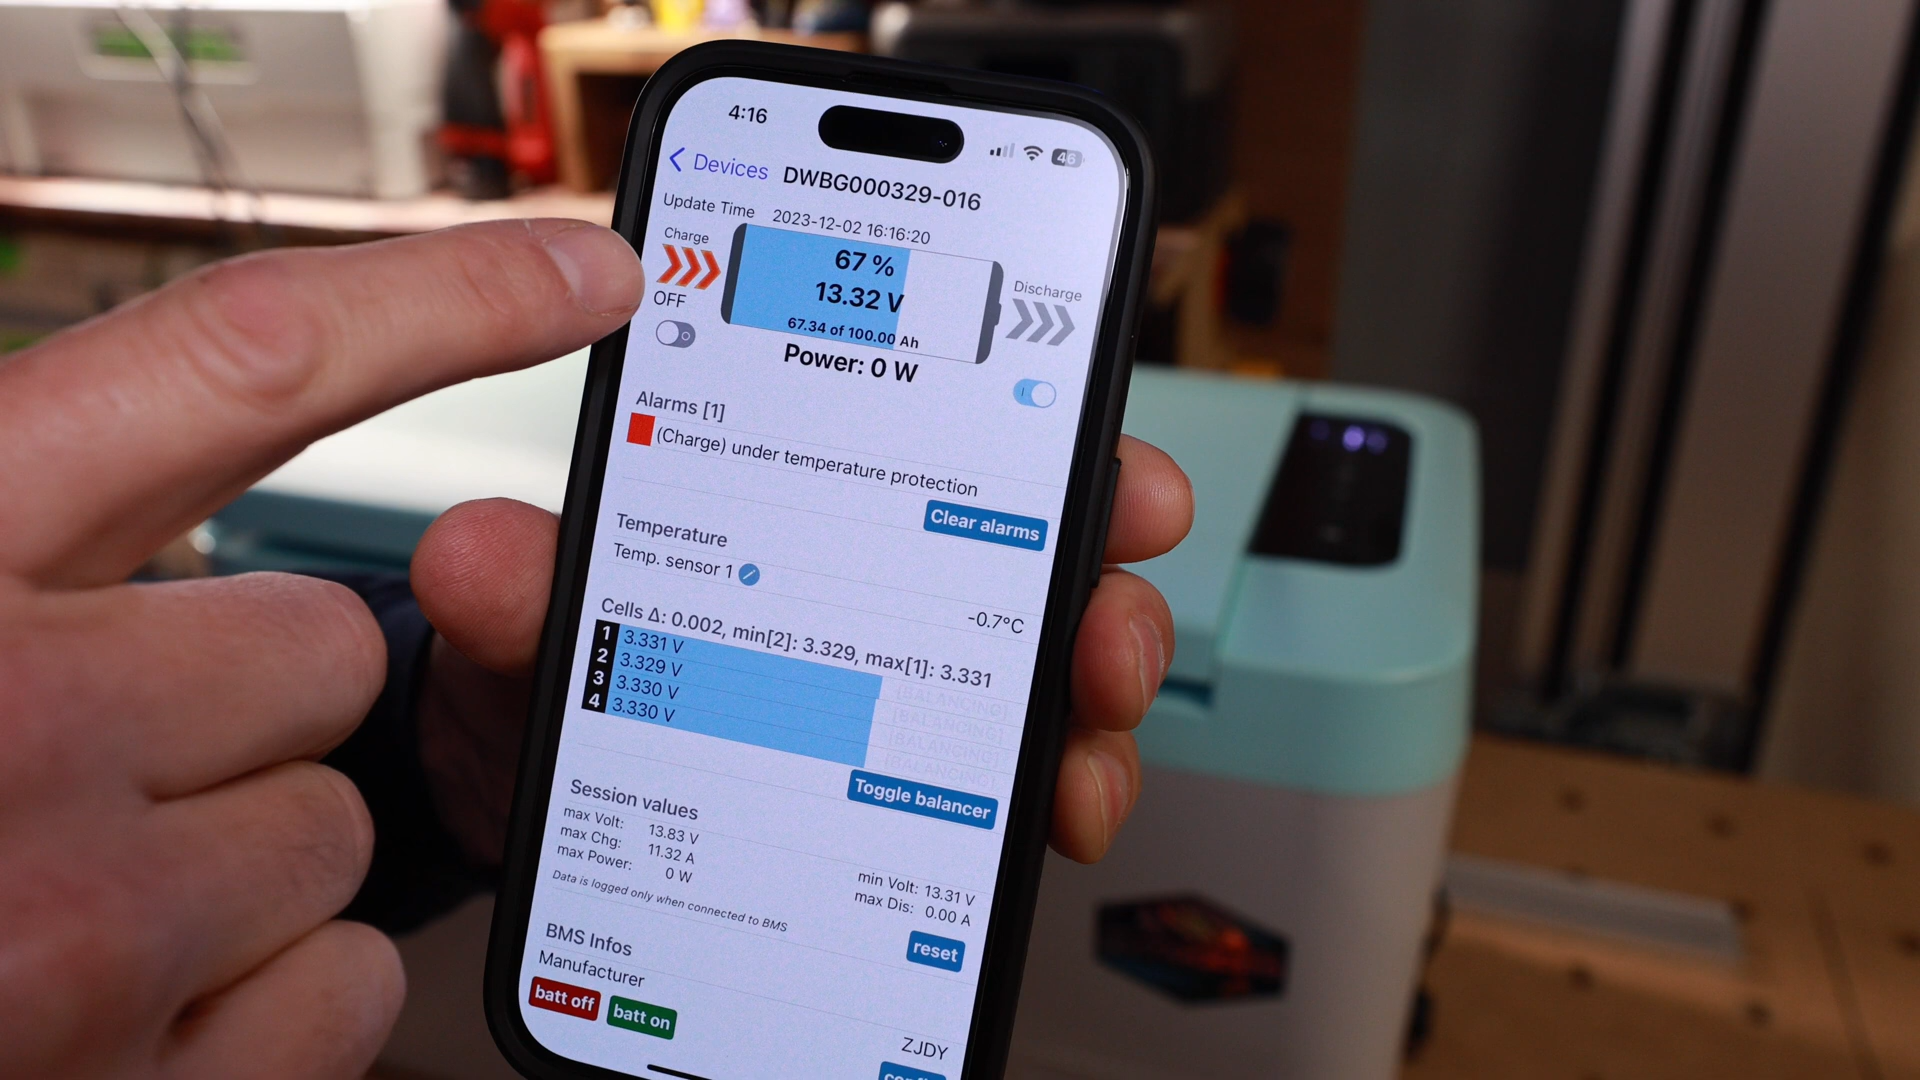 4:16
46
Devices DWBG000329-016
Update Time 2023-12-02 16:16:20
Charge
OFF
67 %
13.32 V
67.34 of 100.00 Ah
Power: 0 W
Discharge
Alarms [1]
(Charge) under temperature protection
Clear alarms
Temperature
Temp. sensor 1
-0.7°C
Cells Δ: 0.002, min[2]: 3.329, max[1]: 3.331
1 3.331 V [BALANCING]
2 3.329 V [BALANCING]
3 3.330 V [BALANCING]
4 3.330 V [BALANCING]
Toggle balancer
Session values
max Volt: 13.83 V
max Chg: 11.32 A
max Power: 0 W
min Volt: 13.31 V
max Dis: 0.00 A
Data is logged only when connected to BMS
reset
BMS Infos
Manufacturer
batt off batt on
ZJDY